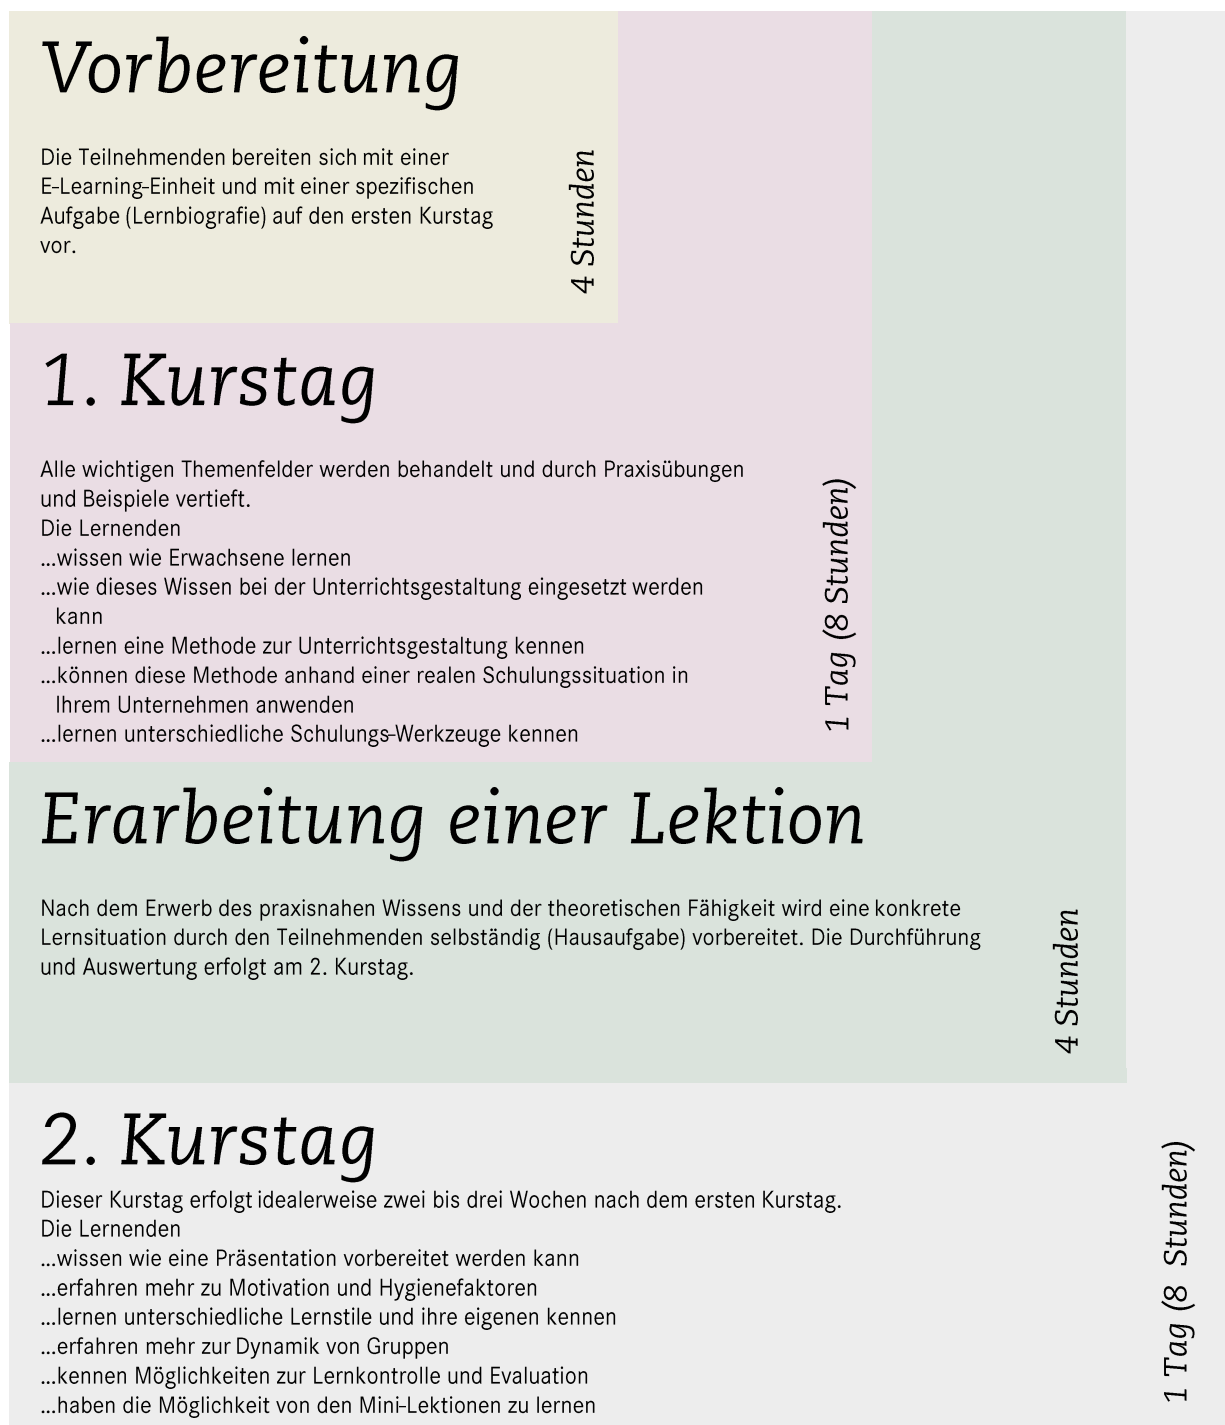 Vorbereitung
Die Teilnehmenden bereiten sich mit einer
E-Learning-Einheit und mit einer spezifischen
Aufgabe (Lernbiografie) auf den ersten Kurstag
vor.
4 Stunden
1. Kurstag
Alle wichtigen Themenfelder werden behandelt und durch Praxisübungen
und Beispiele vertieft.
Die Lernenden
...wissen wie Erwachsene lernen
...wie dieses Wissen bei der Unterrichtsgestaltung eingesetzt werden
kann
...lernen eine Methode zur Unterrichtsgestaltung kennen
...können diese Methode anhand einer realen Schulungssituation in
Ihrem Unternehmen anwenden
...lernen unterschiedliche Schulungs-Werkzeuge kennen
1 Tag (8 Stunden)
Erarbeitung einer Lektion
Nach dem Erwerb des praxisnahen Wissens und der theoretischen Fähigkeit wird eine konkrete
Lernsituation durch den Teilnehmenden selbständig (Hausaufgabe) vorbereitet. Die Durchführung
und Auswertung erfolgt am 2. Kurstag.
4 Stunden
2. Kurstag
Dieser Kurstag erfolgt idealerweise zwei bis drei Wochen nach dem ersten Kurstag.
Die Lernenden
...wissen wie eine Präsentation vorbereitet werden kann
...erfahren mehr zu Motivation und Hygienefaktoren
...lernen unterschiedliche Lernstile und ihre eigenen kennen
...erfahren mehr zur Dynamik von Gruppen
...kennen Möglichkeiten zur Lernkontrolle und Evaluation
...haben die Möglichkeit von den Mini-Lektionen zu lernen
1 Tag (8 Stunden)